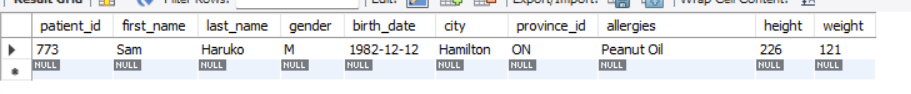 Result Grid Filter Rows: Edit: Export/Import: Wrap Cell Content:
patient_id first_name last_name gender birth_date city province_id allergies height weight
773 Sam Haruko M 1982-12-12 Hamilton ON Peanut Oil 226 121
NULL NULL NULL NULL NULL NULL NULL NULL NULL NULL